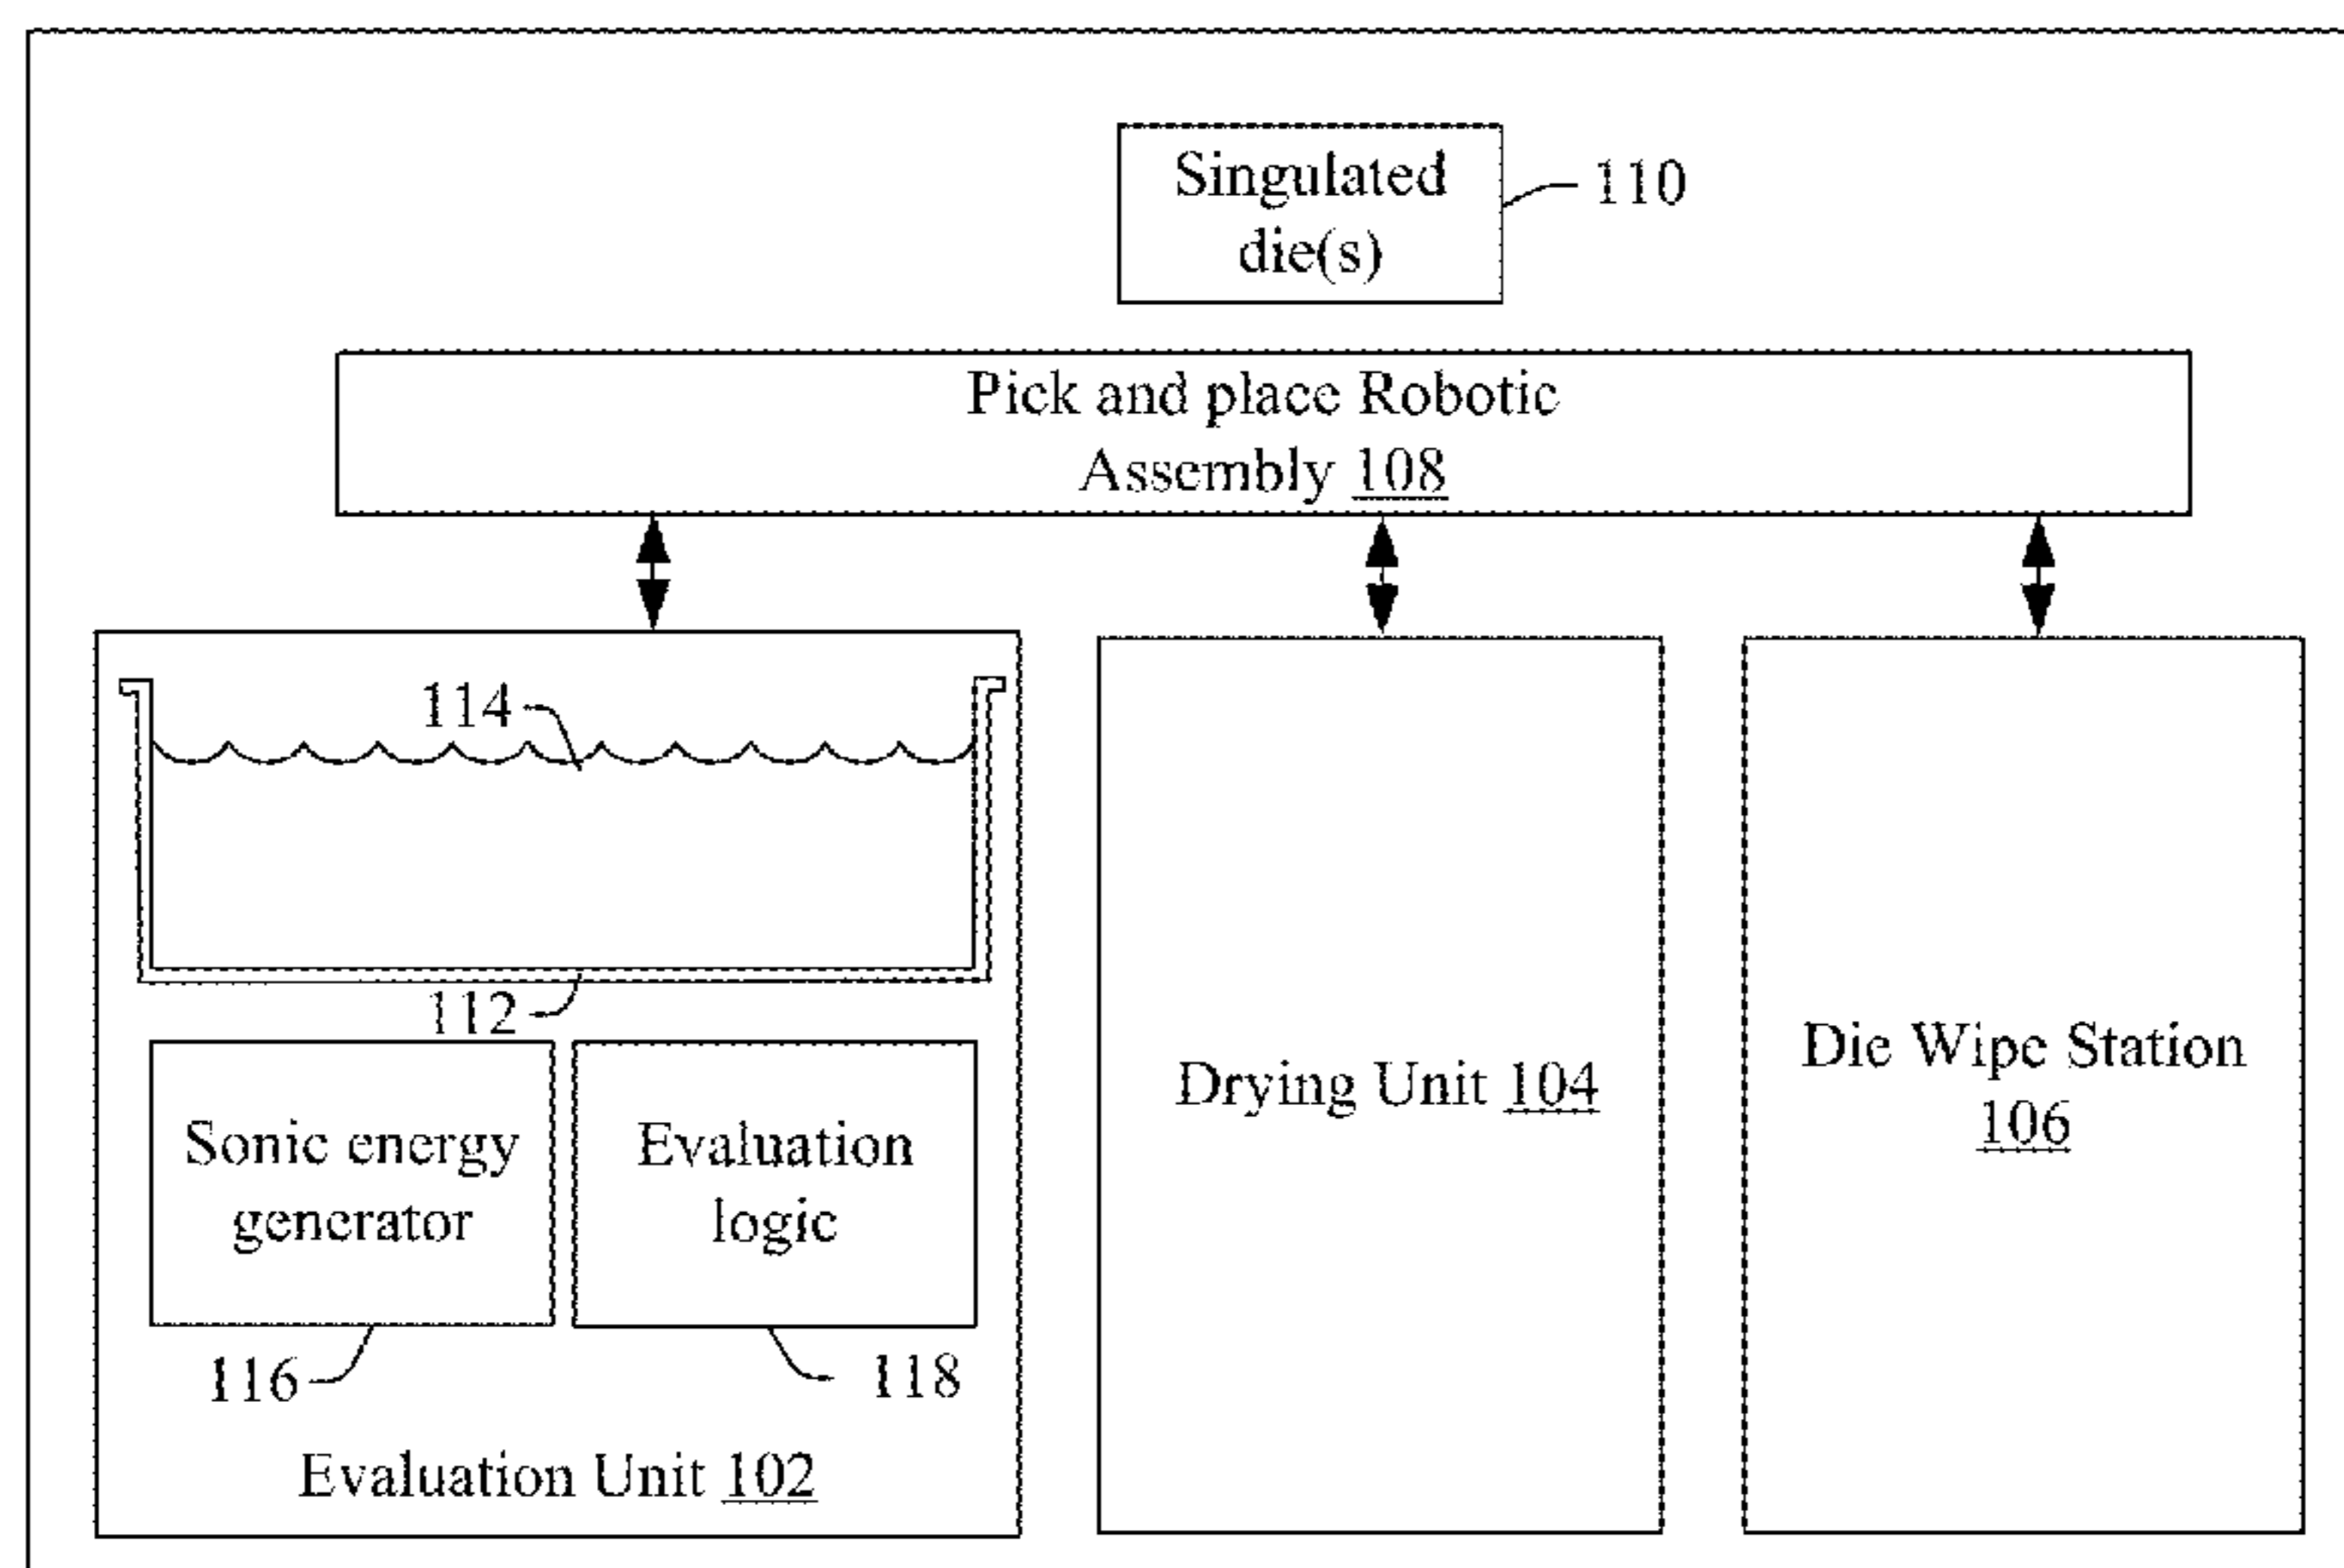 Singulated
die(s)
110
Pick and place Robotic
Assembly 108
114
112
Sonic energy
generator
Evaluation
logic
116
118
Evaluation Unit 102
Drying Unit 104
Die Wipe Station
106